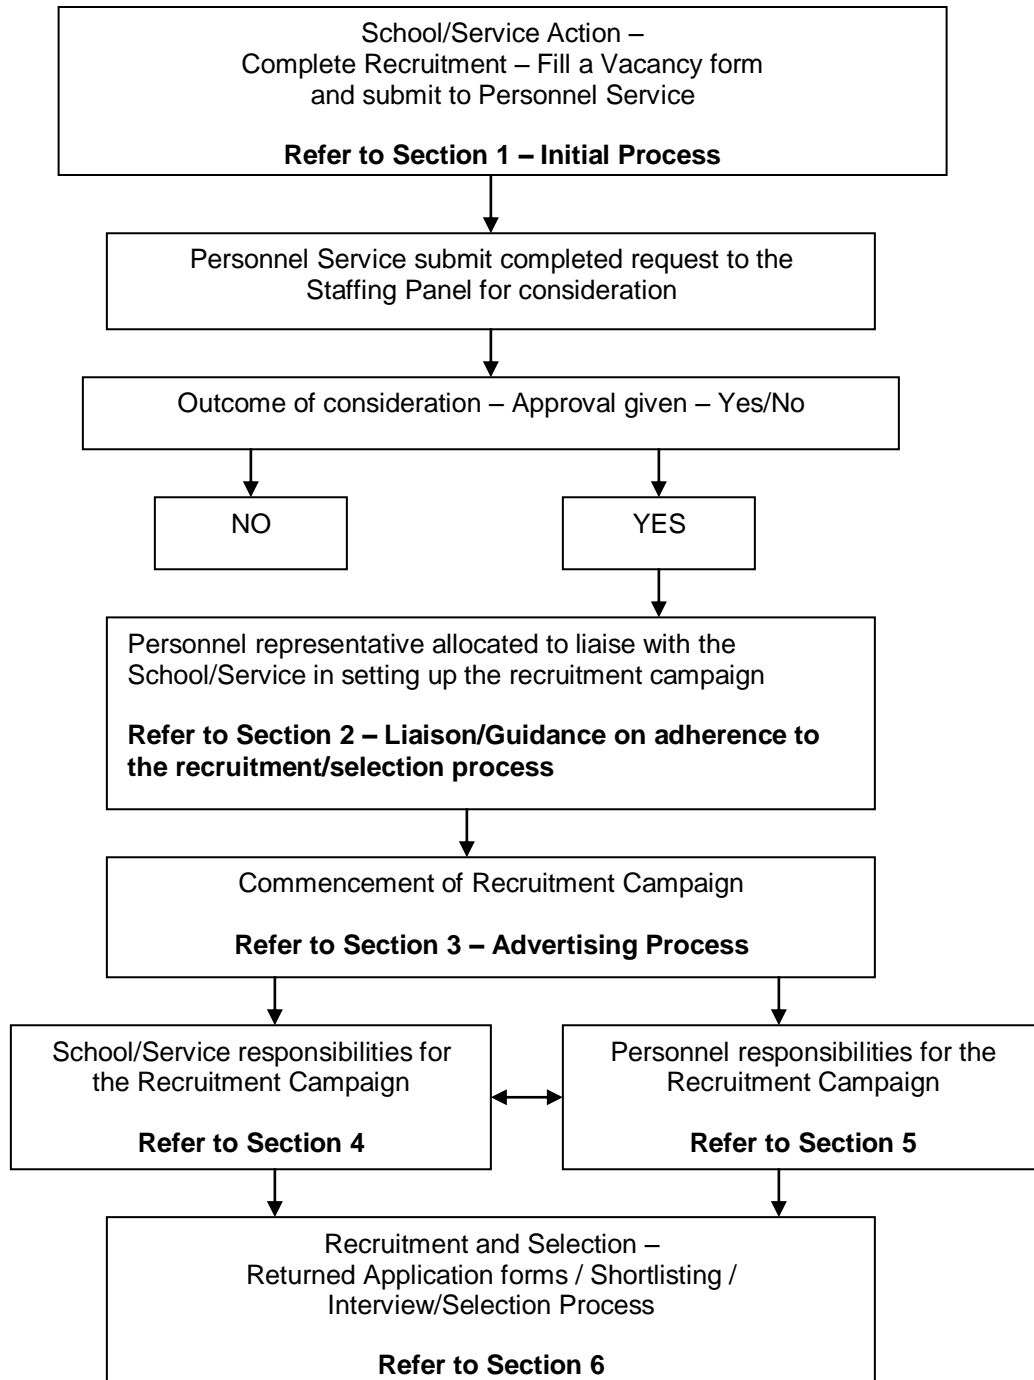 School/Service Action –
Complete Recruitment – Fill a Vacancy form
and submit to Personnel Service
Refer to Section 1 – Initial Process
Personnel Service submit completed request to the
Staffing Panel for consideration
Outcome of consideration – Approval given – Yes/No
NO
YES
Personnel representative allocated to liaise with the
School/Service in setting up the recruitment campaign
Refer to Section 2 – Liaison/Guidance on adherence to
the recruitment/selection process
Commencement of Recruitment Campaign
Refer to Section 3 – Advertising Process
School/Service responsibilities for
the Recruitment Campaign
Refer to Section 4
Personnel responsibilities for the
Recruitment Campaign
Refer to Section 5
Recruitment and Selection –
Returned Application forms / Shortlisting /
Interview/Selection Process
Refer to Section 6